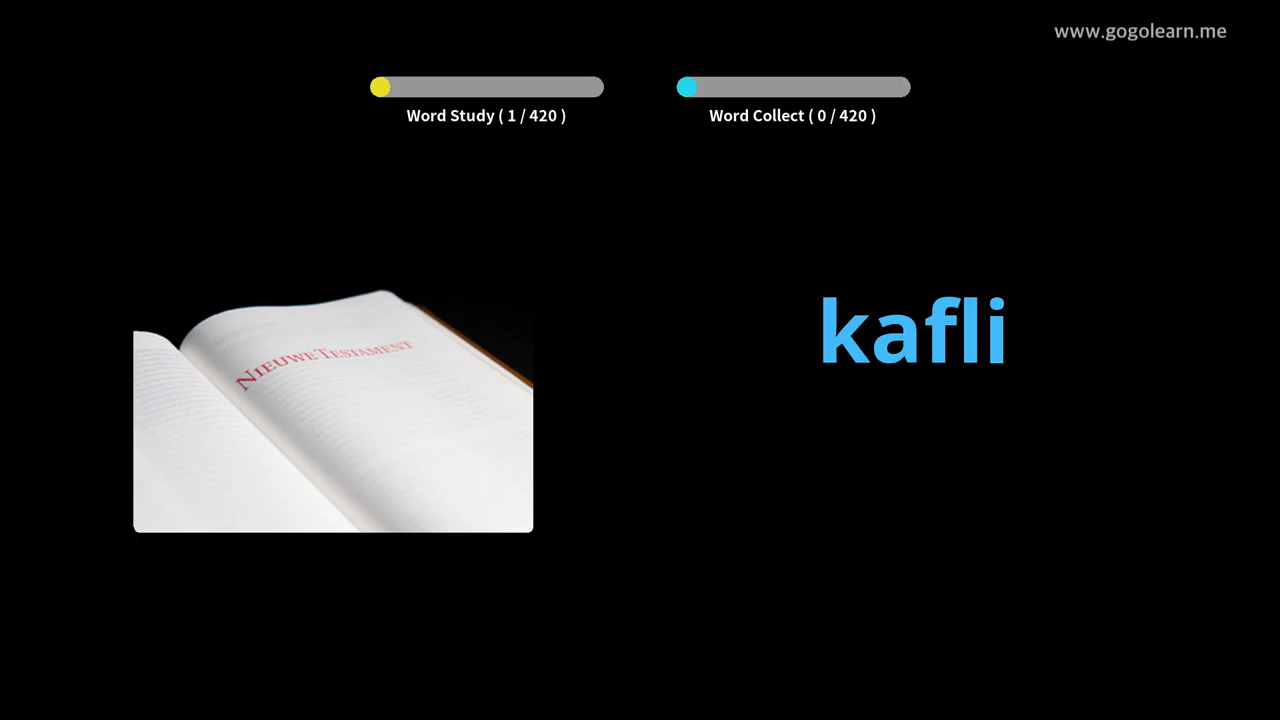 www.gogolearn.me
Word Study ( 1 / 420 )
Word Collect ( 0 / 420 )
NIEUWE TESTAMENT
kafli